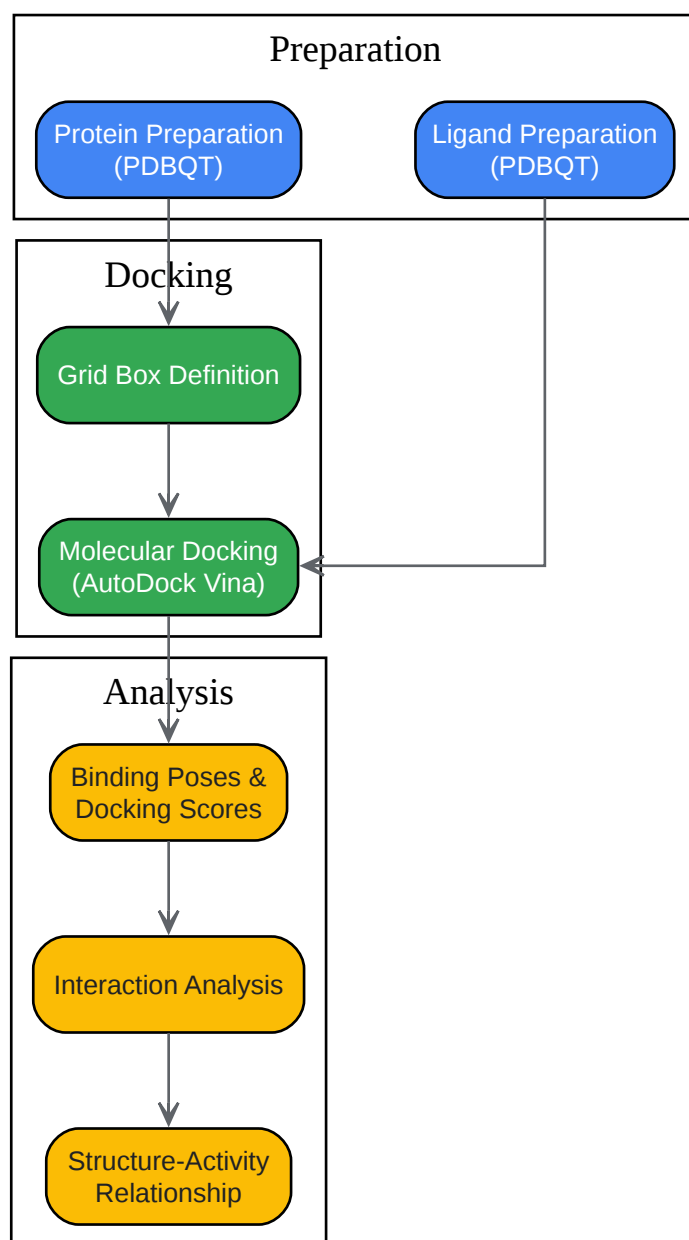 Preparation
Protein Preparation
(PDBQT)
Ligand Preparation
(PDBQT)
Docking
Grid Box Definition
Molecular Docking
(AutoDock Vina)
Analysis
Binding Poses &
Docking Scores
Interaction Analysis
Structure-Activity
Relationship